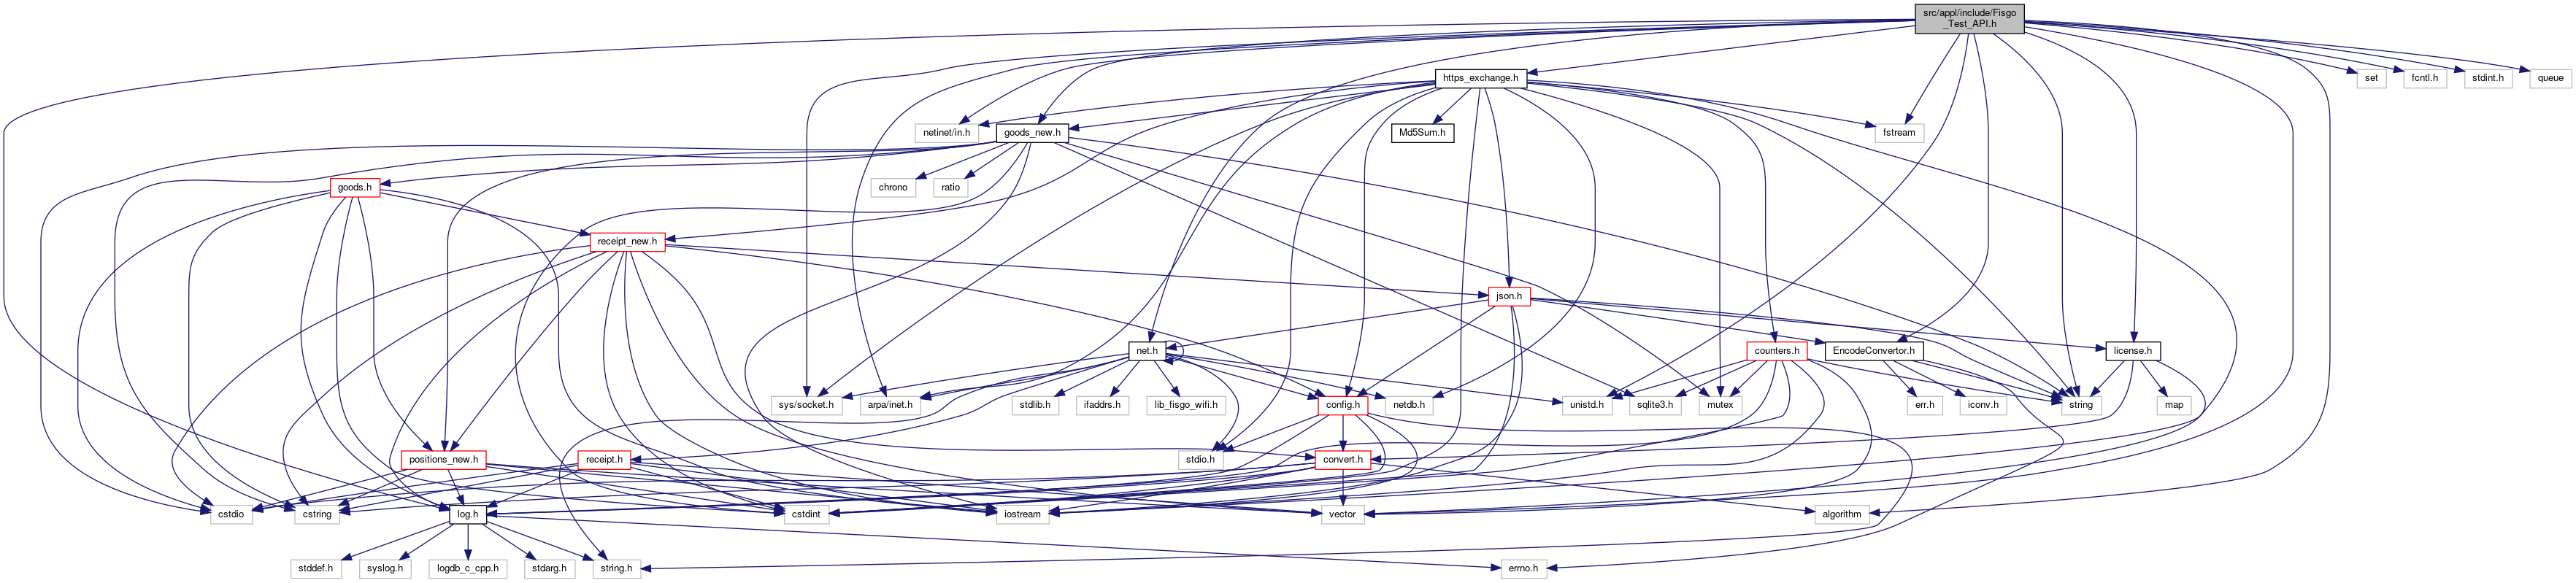 src/appl/include/Fisgo
_Test_API.h
https_exchange.h
set
fcntl.h
stdint.h
queue
netinet/in.h
goods_new.h
Md5Sum.h
fstream
goods.h
chrono
ratio
receipt_new.h
json.h
net.h
counters.h
EncodeConvertor.h
license.h
sys/socket.h
arpa/inet.h
stdlib.h
ifaddrs.h
lib_fisgo_wifi.h
config.h
netdb.h
unistd.h
sqlite3.h
mutex
err.h
iconv.h
string
map
positions_new.h
receipt.h
stdio.h
convert.h
cstdio
cstring
log.h
cstdint
iostream
vector
algorithm
stddef.h
syslog.h
logdb_c_cpp.h
stdarg.h
string.h
errno.h